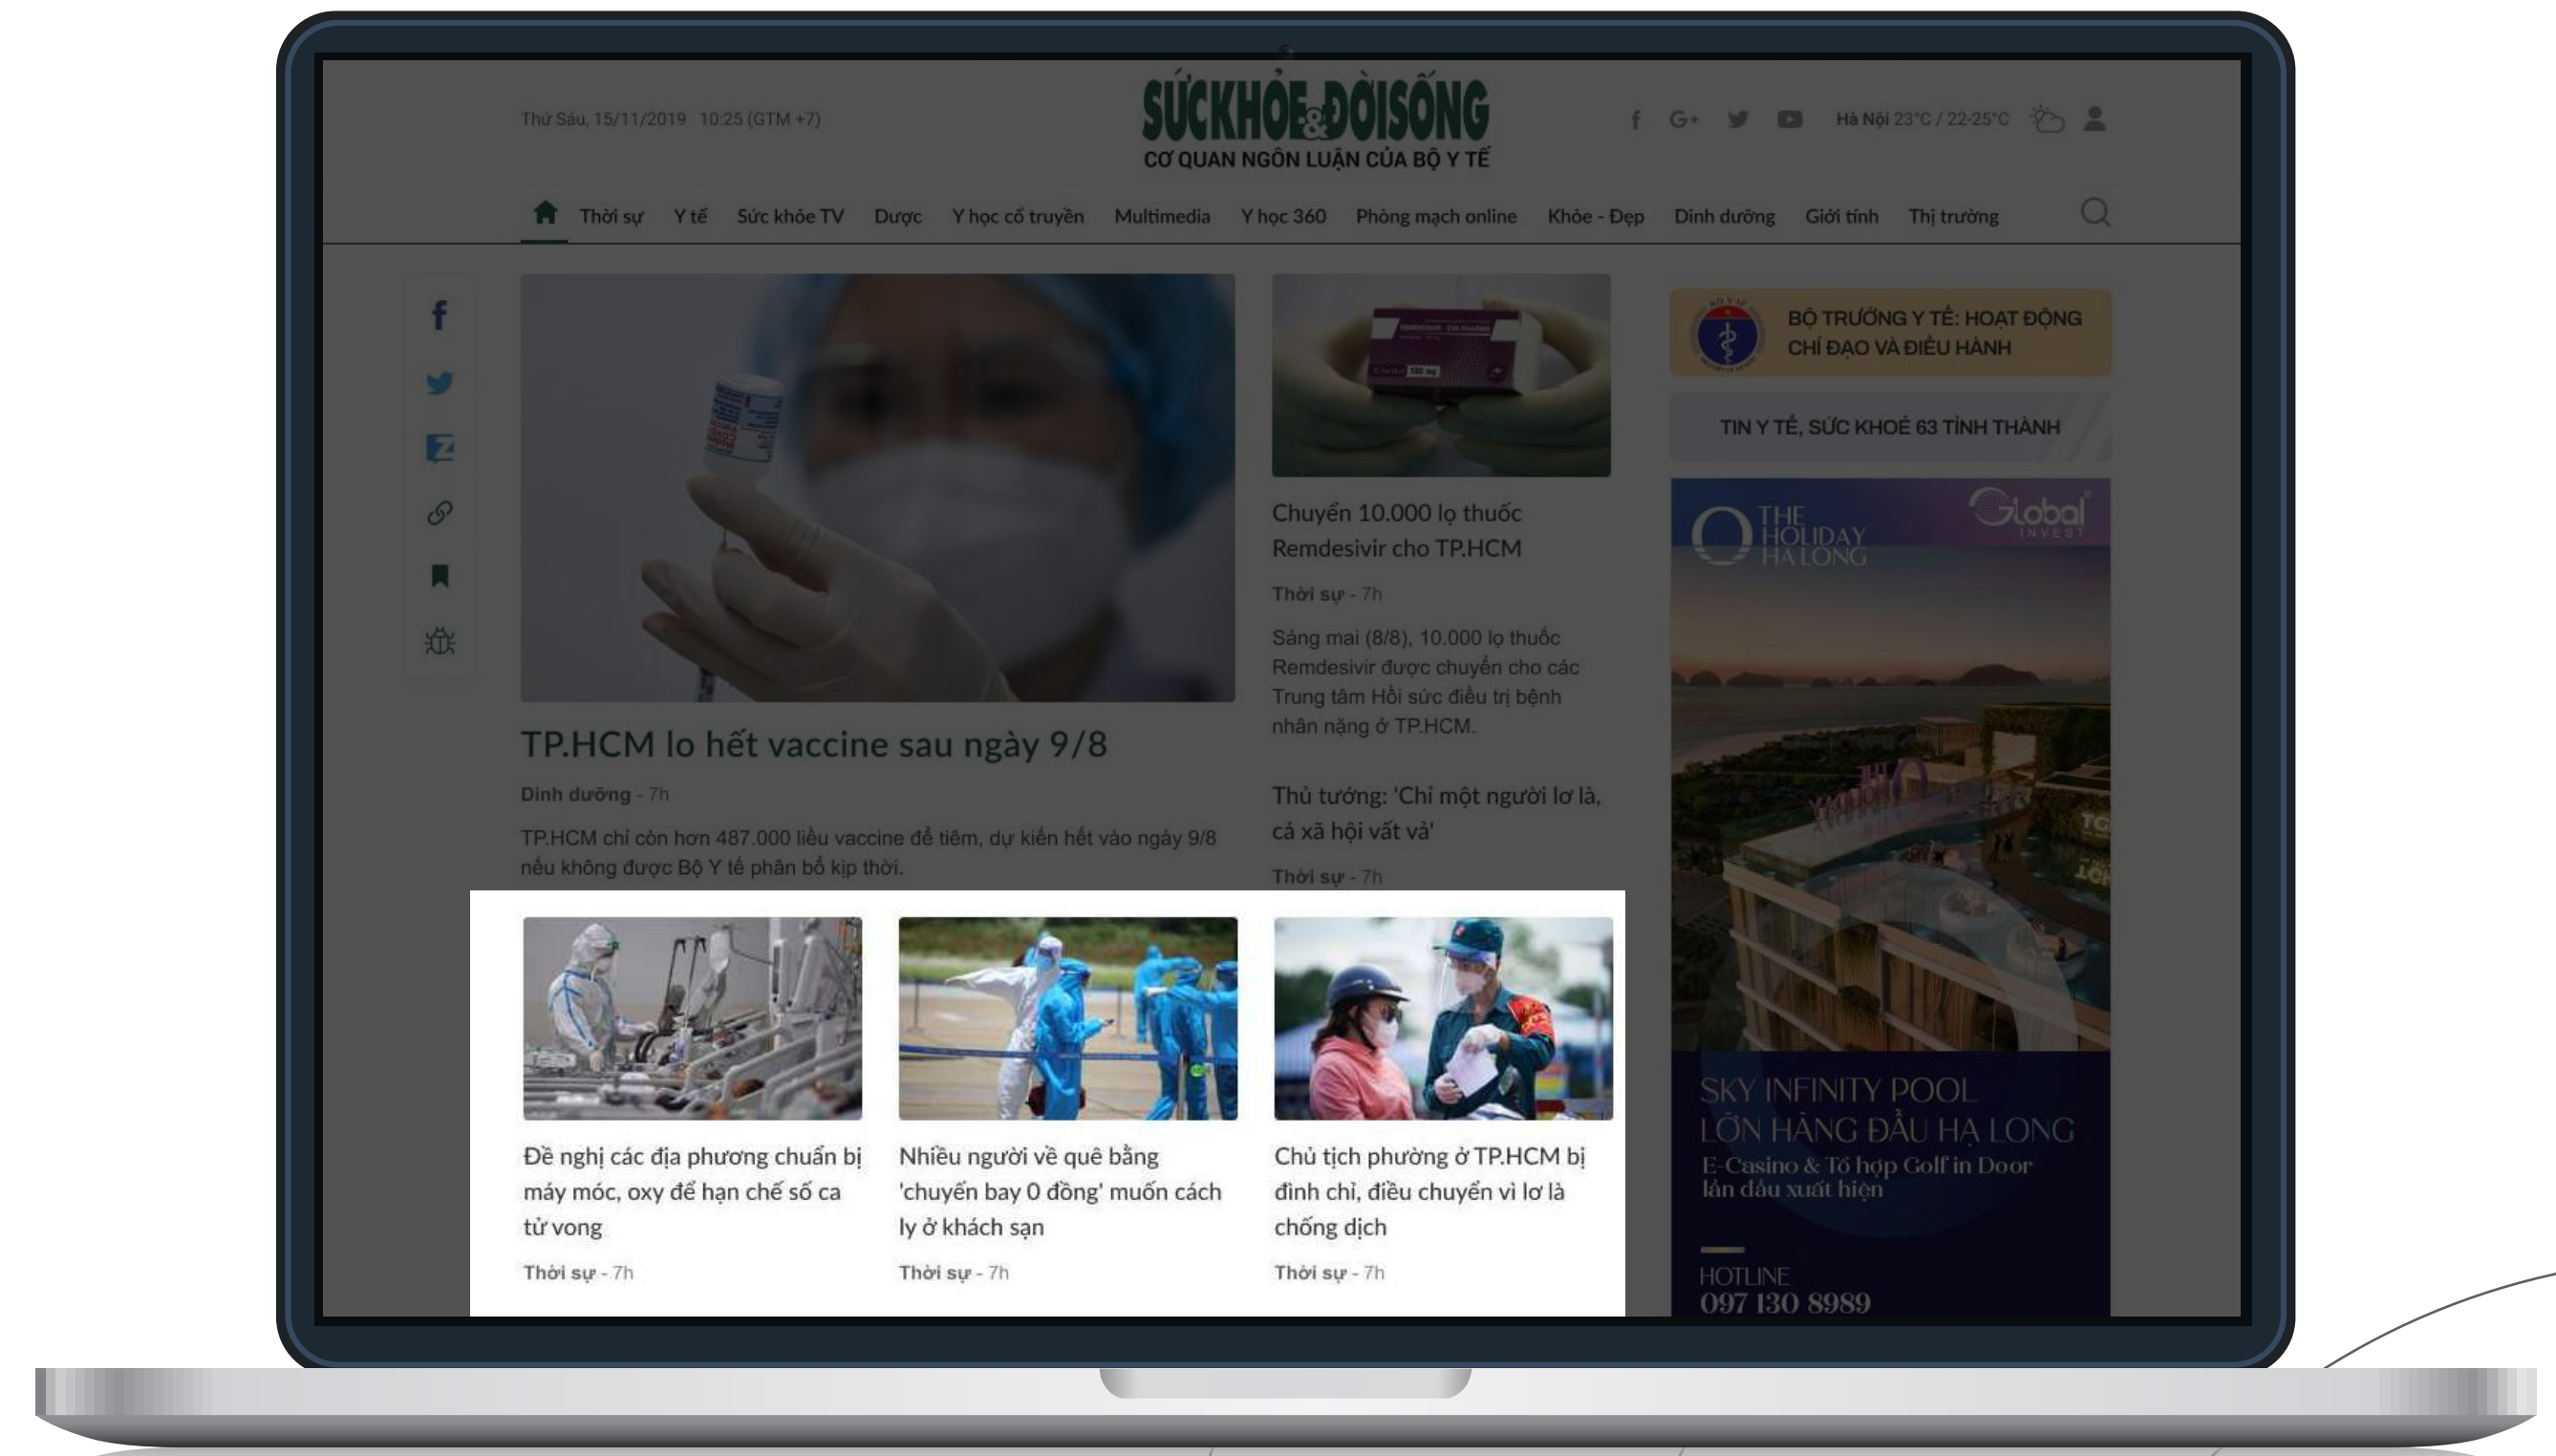 Thứ Sáu, 15/11/2019 10:25 (GTM +7)
SỨCKHỎE&ĐỜISỐNG
CƠ QUAN NGÔN LUẬN CỦA BỘ Y TẾ
G+
Hà Nội 23°C / 22-25°C
Thời sự Y tế Sức khỏe TV Dược Y học cổ truyền Multimedia Y học 360 Phòng mạch online Khỏe - Đẹp Dinh dưỡng Giới tính Thị trường
TP.HCM lo hết vaccine sau ngày 9/8
Dinh dưỡng - 7h
TP.HCM chỉ còn hơn 487.000 liều vaccine để tiêm, dự kiến hết vào ngày 9/8
nếu không được Bộ Y tế phân bổ kịp thời.
100 mg
Chuyển 10.000 lọ thuốc
Remdesivir cho TP.HCM
Thời sự - 7h
Sáng mai (8/8), 10.000 lọ thuốc
Remdesivir được chuyển cho các
Trung tâm Hồi sức điều trị bệnh
nhân nặng ở TP.HCM.
Thủ tướng: 'Chỉ một người lơ là,
cả xã hội vất vả'
Thời sự - 7h
Đề nghị các địa phương chuẩn bị
máy móc, oxy để hạn chế số ca
tử vong
Thời sự - 7h
Nhiều người về quê bằng
'chuyến bay 0 đồng' muốn cách
ly ở khách sạn
Thời sự - 7h
Chủ tịch phường ở TP.HCM bị
đình chỉ, điều chuyển vì lơ là
chống dịch
Thời sự - 7h
BỘ TRƯỞNG Y TẾ: HOẠT ĐỘNG
CHỈ ĐẠO VÀ ĐIỀU HÀNH
TIN Y TẾ, SỨC KHOẺ 63 TỈNH THÀNH
THE
HOLIDAY
HA LONG
Global
INVEST
SKY INFINITY POOL
LỚN HÀNG ĐẦU HẠ LONG
E-Casino & Tổ hợp Golf in Door
lần đầu xuất hiện
HOTLINE
097 130 8989